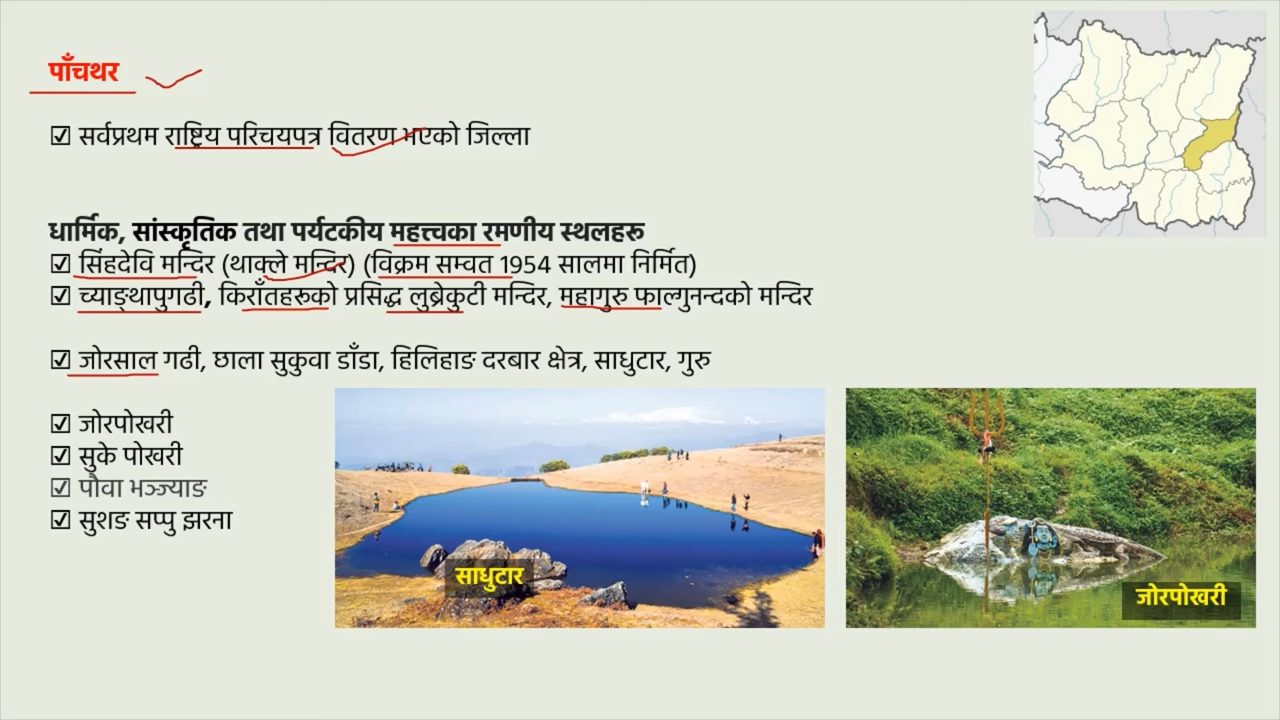 पाँचथर
☑ सर्वप्रथम राष्ट्रिय परिचयपत्र वितरण भएको जिल्ला
धार्मिक, सांस्कृतिक तथा पर्यटकीय महत्त्वका रमणीय स्थलहरू
☑ सिंहदेवि मन्दिर (थाक्ले मन्दिर) (विक्रम सम्वत 1954 सालमा निर्मित)
☑ च्याङ्थापुगढी, किराँतहरूको प्रसिद्ध लुब्रेकुटी मन्दिर, महागुरु फाल्गुनन्दको मन्दिर
☑ जोरसाल गढी, छाला सुकुवा डाँडा, हिलिहाङ दरबार क्षेत्र, साधुटार, गुरु
☑ जोरपोखरी
☑ सुके पोखरी
☑ पौवा भञ्ज्याङ
☑ सुशङ सप्पु झरना
साधुटार
जोरपोखरी